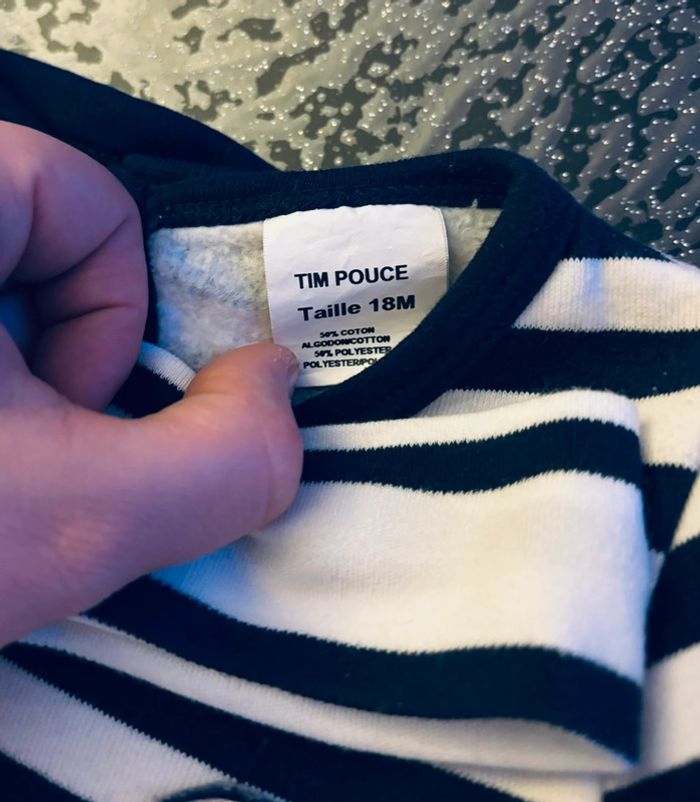 TIM POUCE
Taille 18M
50% COTON
ALGODON/COTTON
50% POLYESTER